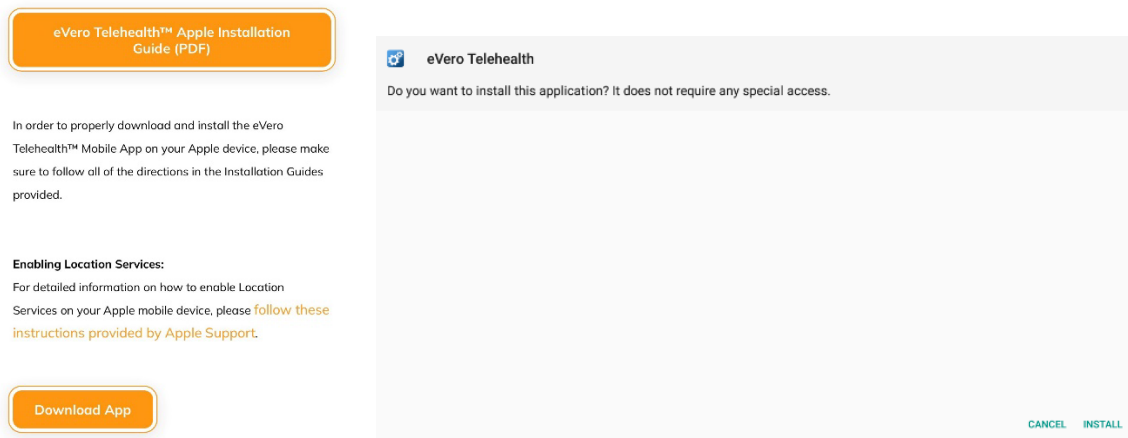 eVero Telehealth™ Apple Installation
Guide (PDF)
In order to properly download and install the eVero
Telehealth™ Mobile App on your Apple device, please make
sure to follow all of the directions in the Installation Guides
provided.
Enabling Location Services:
For detailed information on how to enable Location
Services on your Apple mobile device, please follow these
instructions provided by Apple Support.
Download App
eVero Telehealth
Do you want to install this application? It does not require any special access.
CANCEL INSTALL